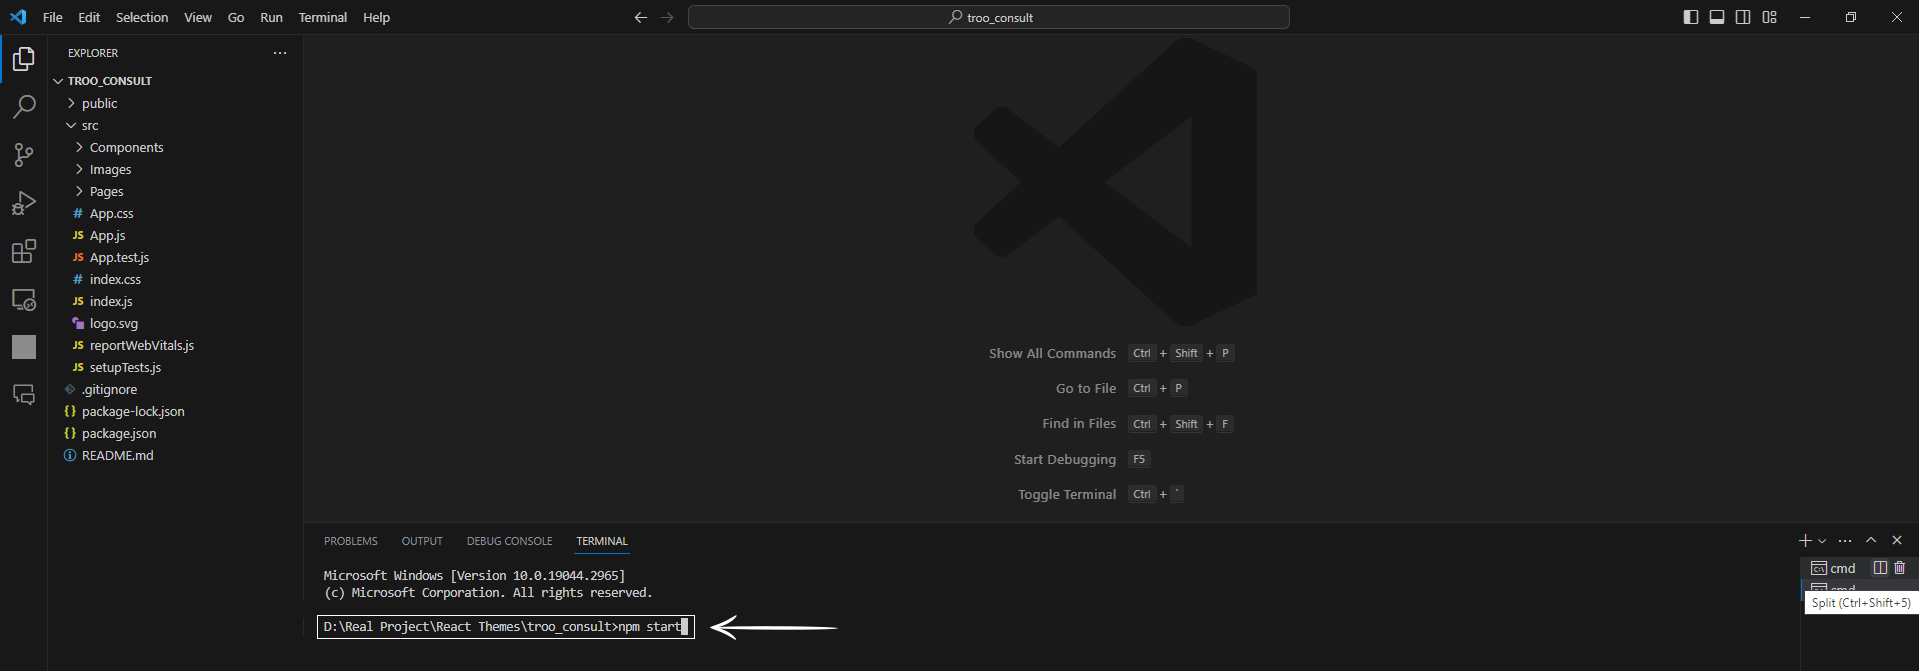 File Edit Selection View Go Run Terminal Help
troo_consult
EXPLORER
TROO_CONSULT
public
src
Components
Images
Pages
# App.css
JS App.js
JS App.test.js
# index.css
JS index.js
logo.svg
JS reportWebVitals.js
JS setupTests.js
.gitignore
{} package-lock.json
{} package.json
README.md
Show All Commands Ctrl + Shift + P
Go to File Ctrl + P
Find in Files Ctrl + Shift + F
Start Debugging F5
Toggle Terminal Ctrl + `
PROBLEMS OUTPUT DEBUG CONSOLE TERMINAL
Microsoft Windows [Version 10.0.19044.2965]
(c) Microsoft Corporation. All rights reserved.
D:\Real Project\React Themes\troo_consult>npm start
cmd
cmd
Split (Ctrl+Shift+5)